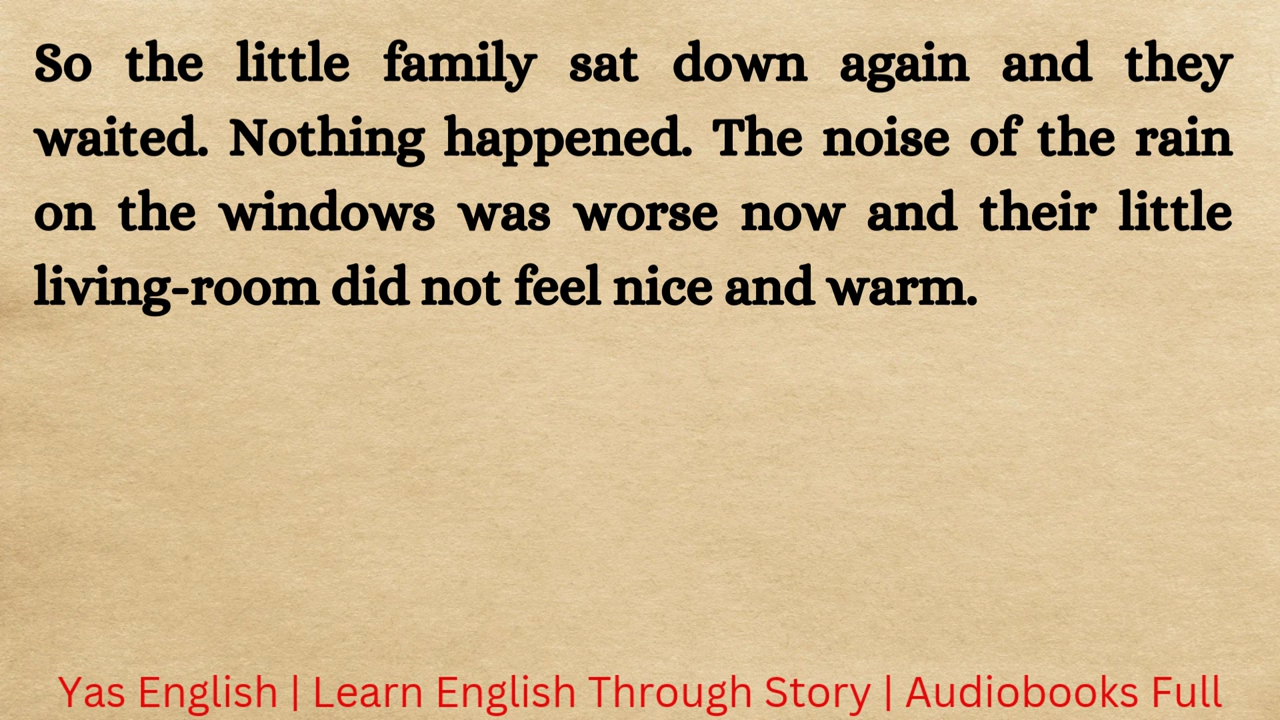 So the little family sat down again and they
waited. Nothing happened. The noise of the rain
on the windows was worse now and their little
living-room did not feel nice and warm.
Yas English | Learn English Through Story | Audiobooks Full